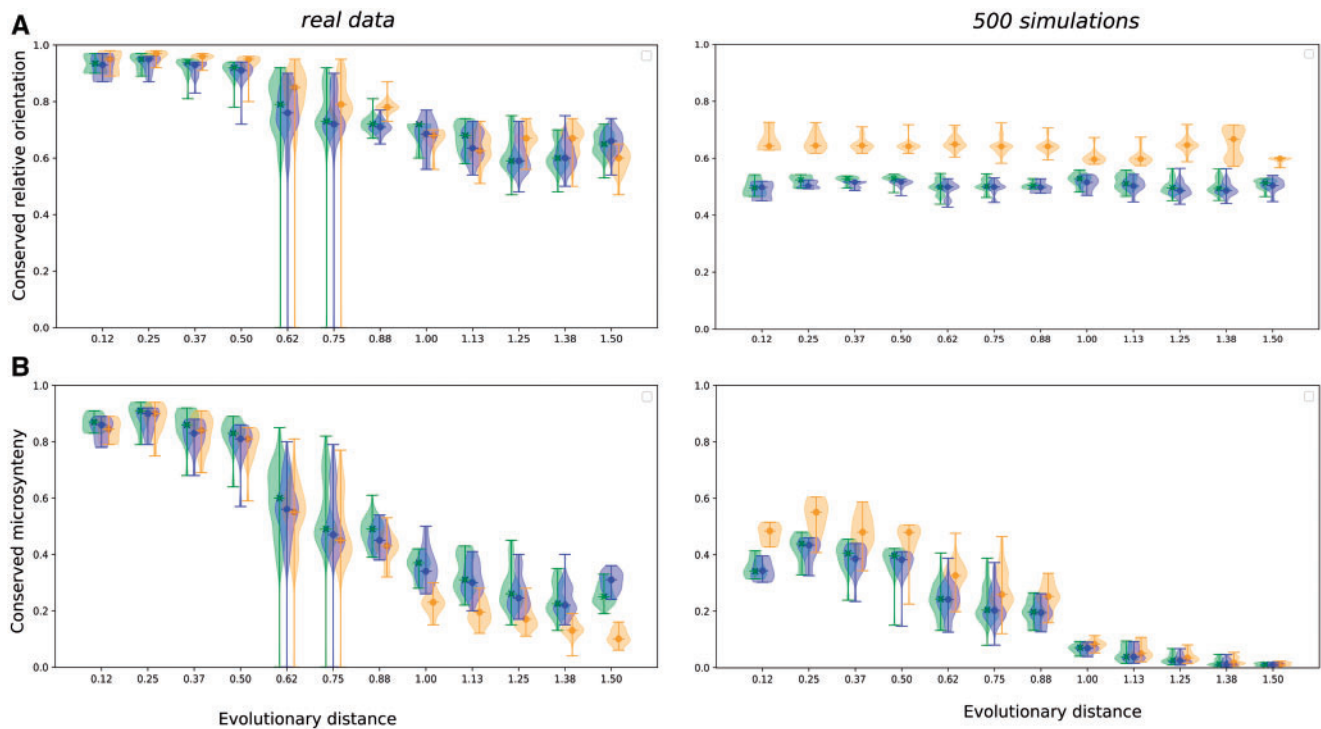 A
real data
500 simulations
Conserved relative orientation
1.0
0.8
0.6
0.4
0.2
0.0
0.12 0.25 0.37 0.50 0.62 0.75 0.88 1.00 1.13 1.25 1.38 1.50
1.0
0.8
0.6
0.4
0.2
0.0
0.12 0.25 0.37 0.50 0.62 0.75 0.88 1.00 1.13 1.25 1.38 1.50
B
Conserved microsynteny
1.0
0.8
0.6
0.4
0.2
0.0
0.12 0.25 0.37 0.50 0.62 0.75 0.88 1.00 1.13 1.25 1.38 1.50
Evolutionary distance
1.0
0.8
0.6
0.4
0.2
0.0
0.12 0.25 0.37 0.50 0.62 0.75 0.88 1.00 1.13 1.25 1.38 1.50
Evolutionary distance